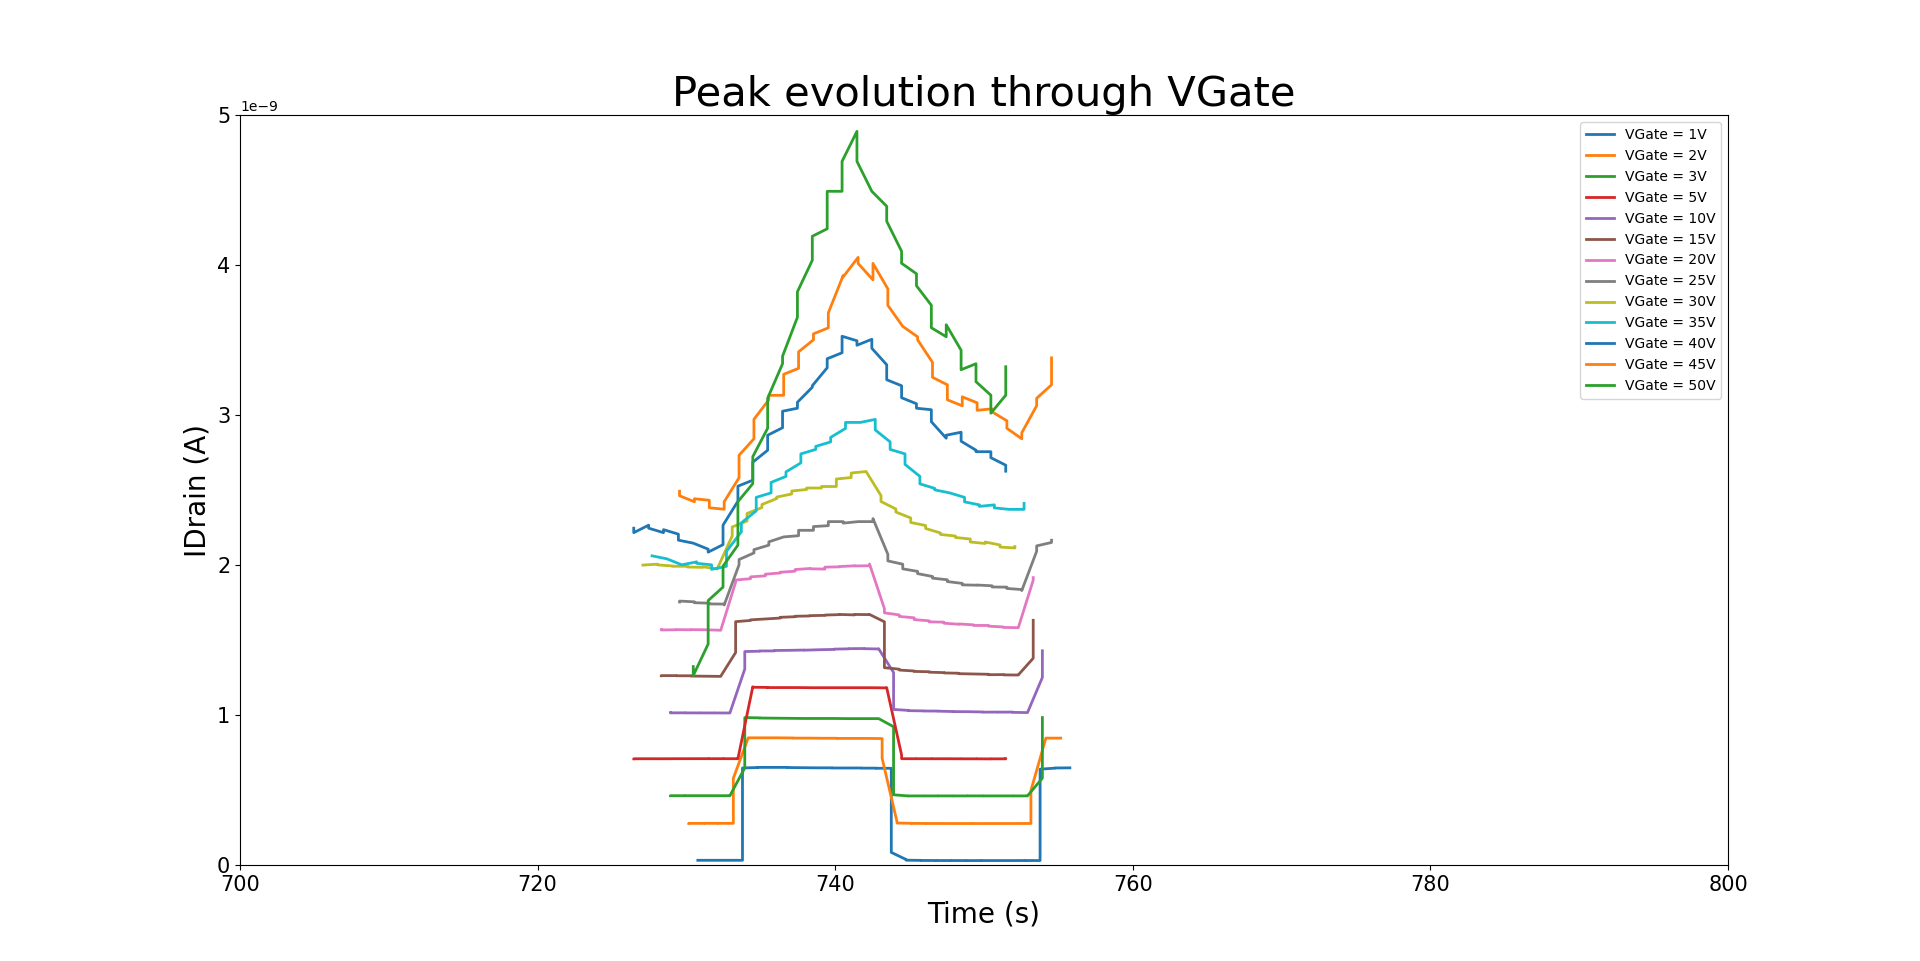 Peak evolution through VGate
1e−9
5
4
3
2
1
0
IDrain (A)
700 720 740 760 780 800
Time (s)
VGate = 1V
VGate = 2V
VGate = 3V
VGate = 5V
VGate = 10V
VGate = 15V
VGate = 20V
VGate = 25V
VGate = 30V
VGate = 35V
VGate = 40V
VGate = 45V
VGate = 50V